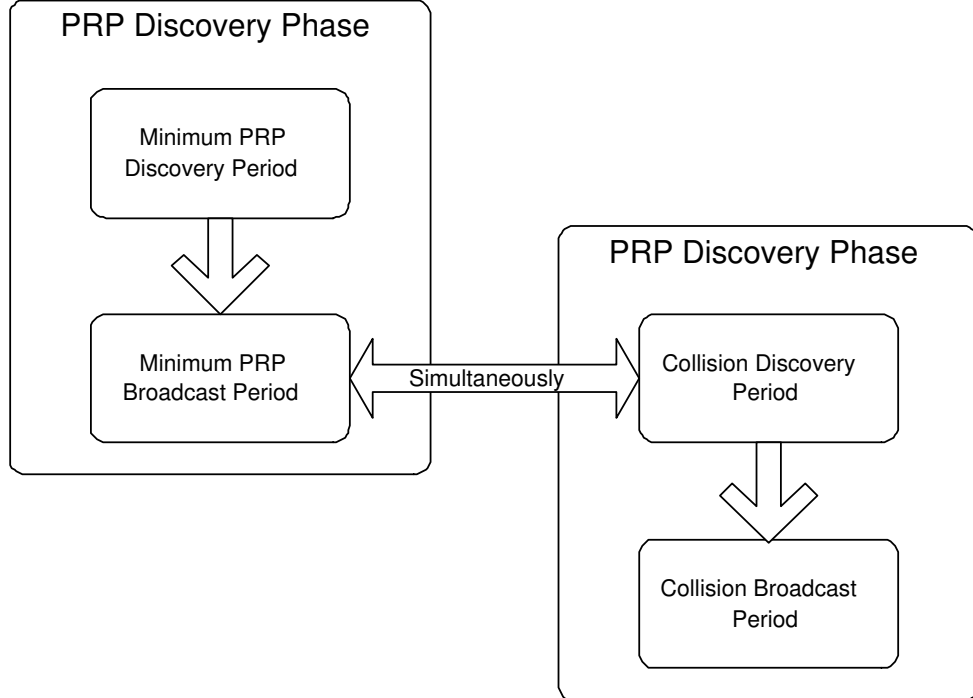 PRP Discovery Phase
Minimum PRP
Discovery Period
Minimum PRP
Broadcast Period
Simultaneously
PRP Discovery Phase
Collision Discovery
Period
Collision Broadcast
Period